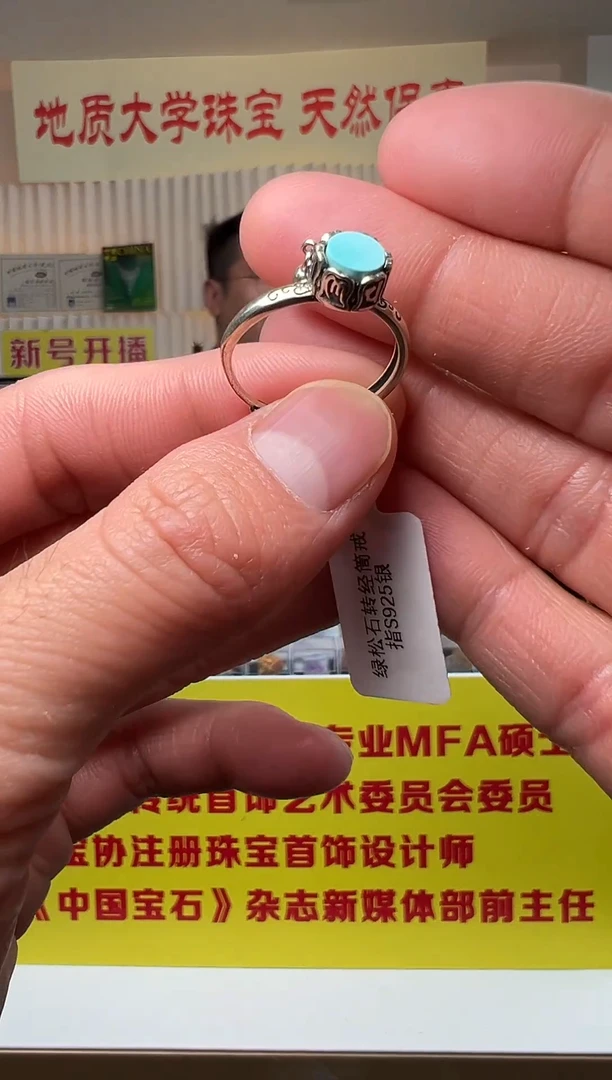 地质大学珠宝 天然保真
新号开播
绿松石转经筒戒
指S925银
专业MFA硕士
传统首饰艺术委员会委员
宝协注册珠宝首饰设计师
《中国宝石》杂志新媒体部前主任